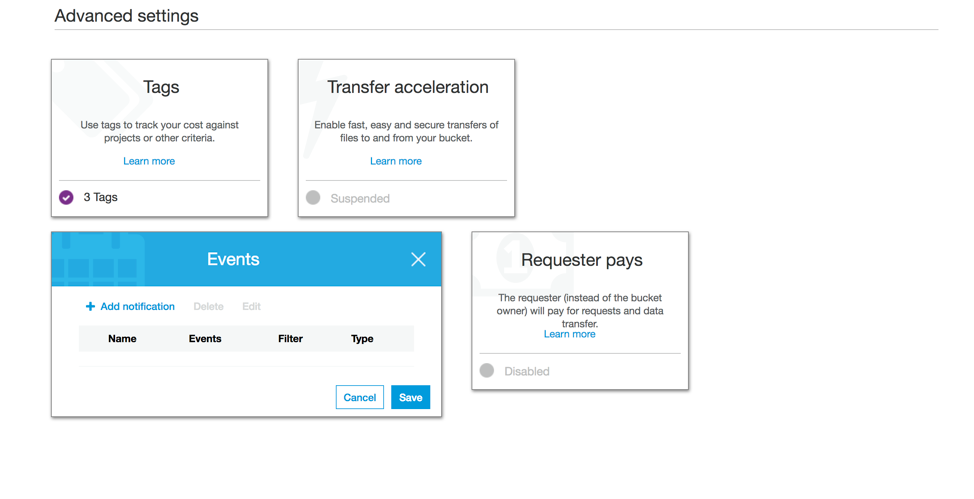 Advanced settings
Tags
Use tags to track your cost against
projects or other criteria.
Learn more
3 Tags
Transfer acceleration
Enable fast, easy and secure transfers of
files to and from your bucket.
Learn more
Suspended
Events
+ Add notification Delete Edit
Name Events Filter Type
Cancel Save
1
Requester pays
The requester (instead of the bucket
owner) will pay for requests and data
transfer.
Learn more
Disabled